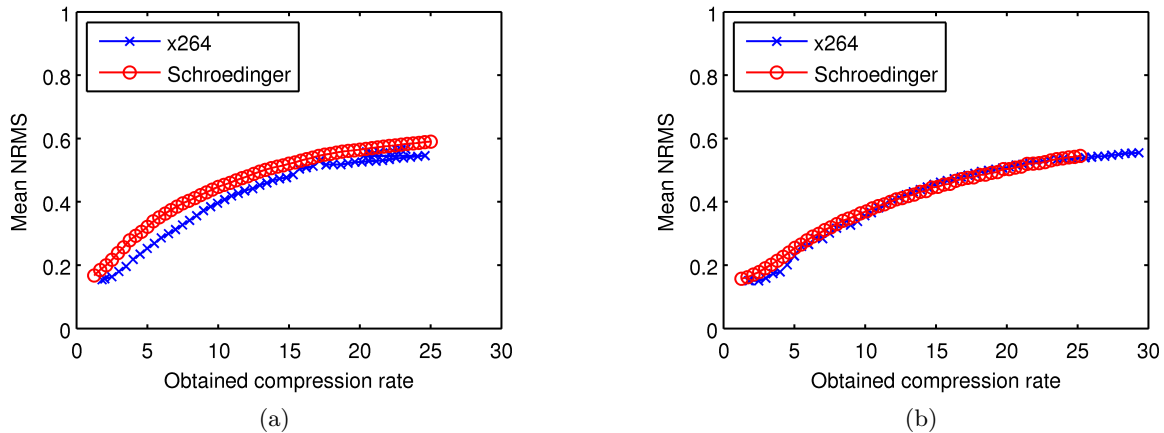 1
0.8
0.6
0.4
0.2
0
Mean NRMS
x264
Schroedinger
0 5 10 15 20 25 30
Obtained compression rate
(a)
1
0.8
0.6
0.4
0.2
0
Mean NRMS
x264
Schroedinger
0 5 10 15 20 25 30
Obtained compression rate
(b)